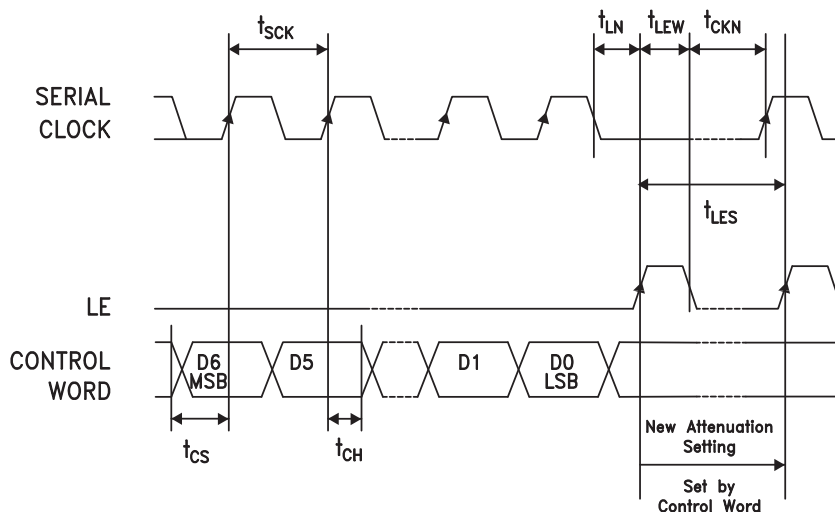 tSCK
tLN
tLEW
tCKN
SERIAL
CLOCK
tLES
LE
CONTROL
WORD
D6
MSB
D5
D1
D0
LSB
tCS
tCH
New Attenuation
Setting
Set by
Control Word